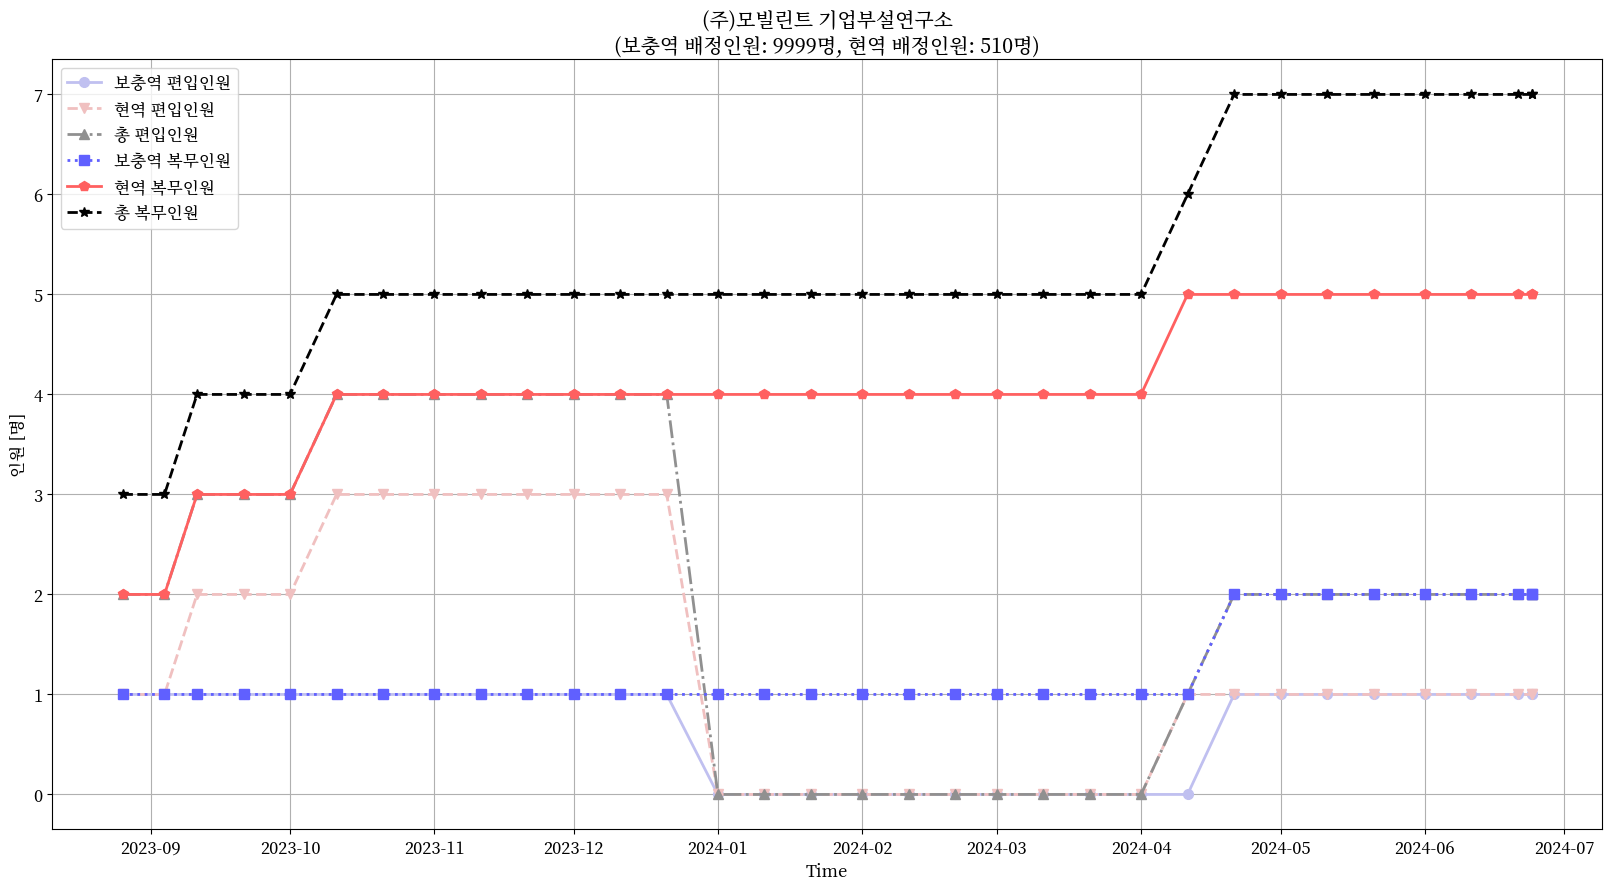 (주)모빌린트 기업부설연구소
(보충역 배정인원: 9999명, 현역 배정인원: 510명)
보충역 편입인원
현역 편입인원
총 편입인원
보충역 복무인원
현역 복무인원
총 복무인원
인원 [명]
7
6
5
4
3
2
1
0
2023-09 2023-10 2023-11 2023-12 2024-01 2024-02 2024-03 2024-04 2024-05 2024-06 2024-07
Time